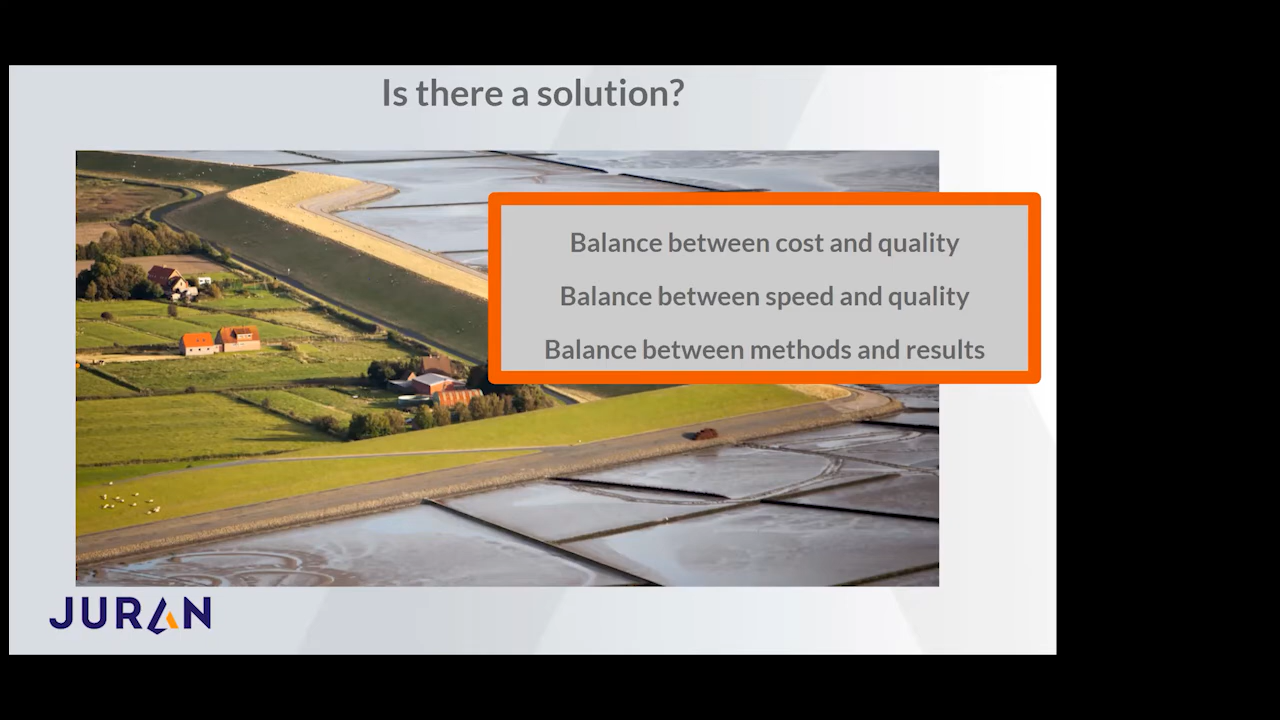 Is there a solution?
Balance between cost and quality
Balance between speed and quality
Balance between methods and results
JURAN